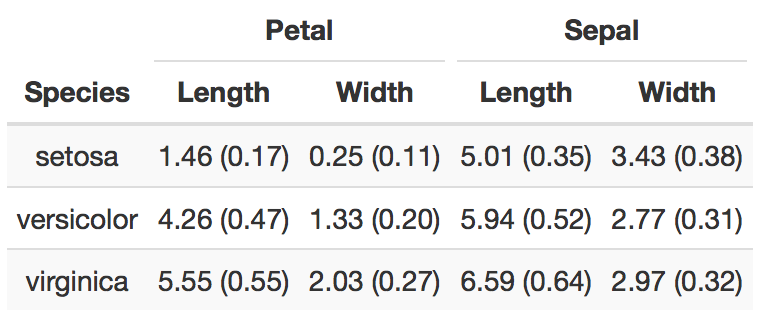 Petal Sepal
Species Length Width Length Width
setosa 1.46 (0.17) 0.25 (0.11) 5.01 (0.35) 3.43 (0.38)
versicolor 4.26 (0.47) 1.33 (0.20) 5.94 (0.52) 2.77 (0.31)
virginica 5.55 (0.55) 2.03 (0.27) 6.59 (0.64) 2.97 (0.32)